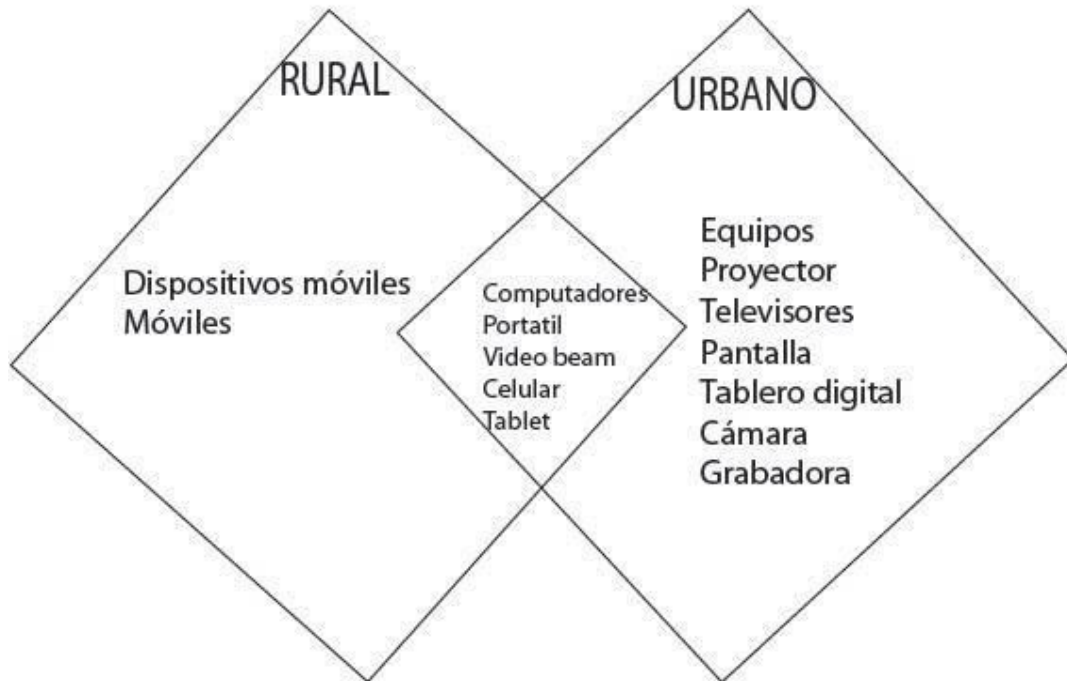 RURAL
URBANO
Dispositivos móviles
Móviles
Computadores
Portatil
Video beam
Celular
Tablet
Equipos
Proyector
Televisores
Pantalla
Tablero digital
Cámara
Grabadora